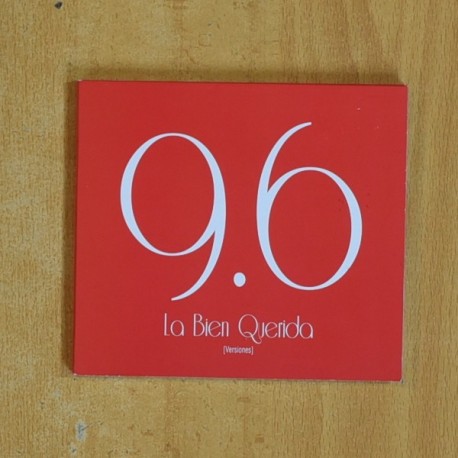 9.6
La Bien Querida
[Versiones]